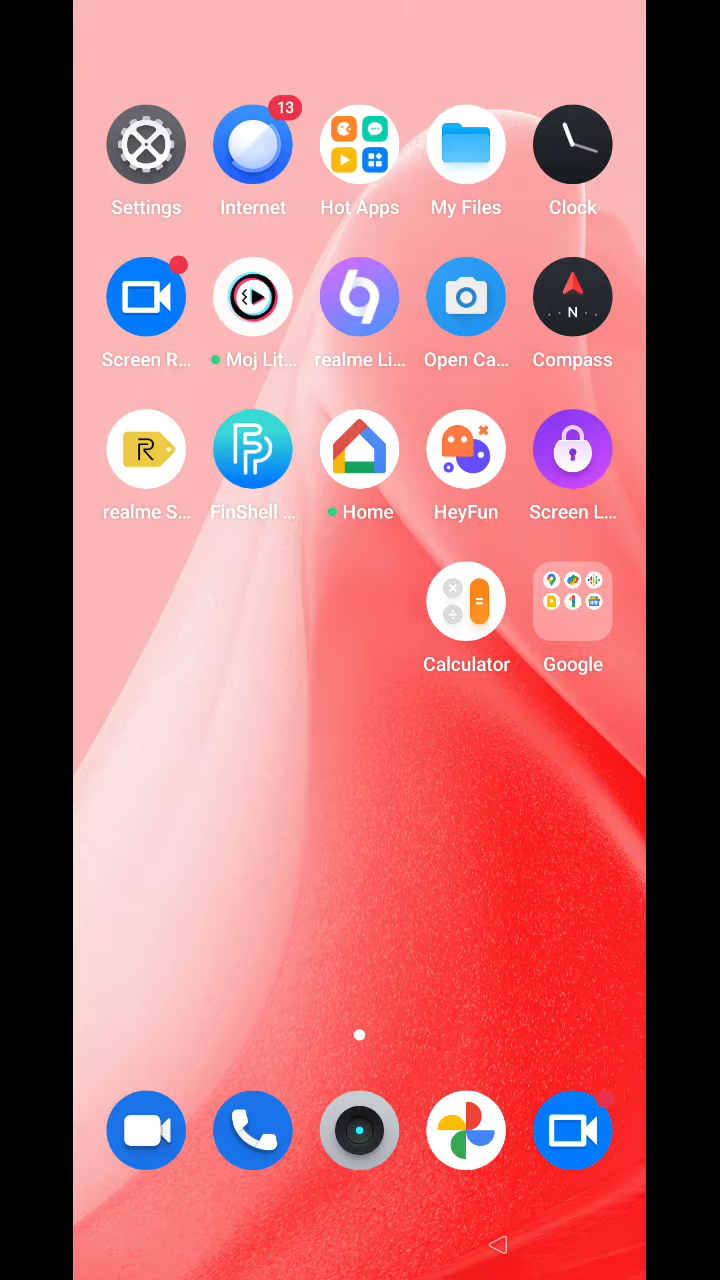 13
Settings
Internet
Hot Apps
My Files
Clock
N
Screen R...
Moj Lit...
realme Li...
Open Ca...
Compass
R
realme S...
FinShell ...
Home
HeyFun
Screen L...
Calculator
Google